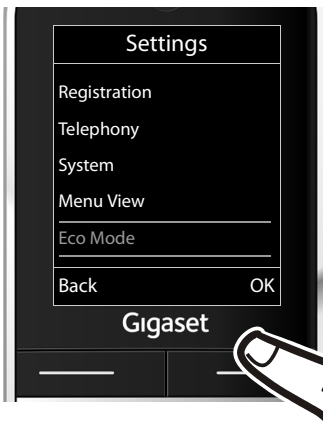 Settings
Registration
Telephony
System
Menu View
Eco Mode
Back OK
Gigaset